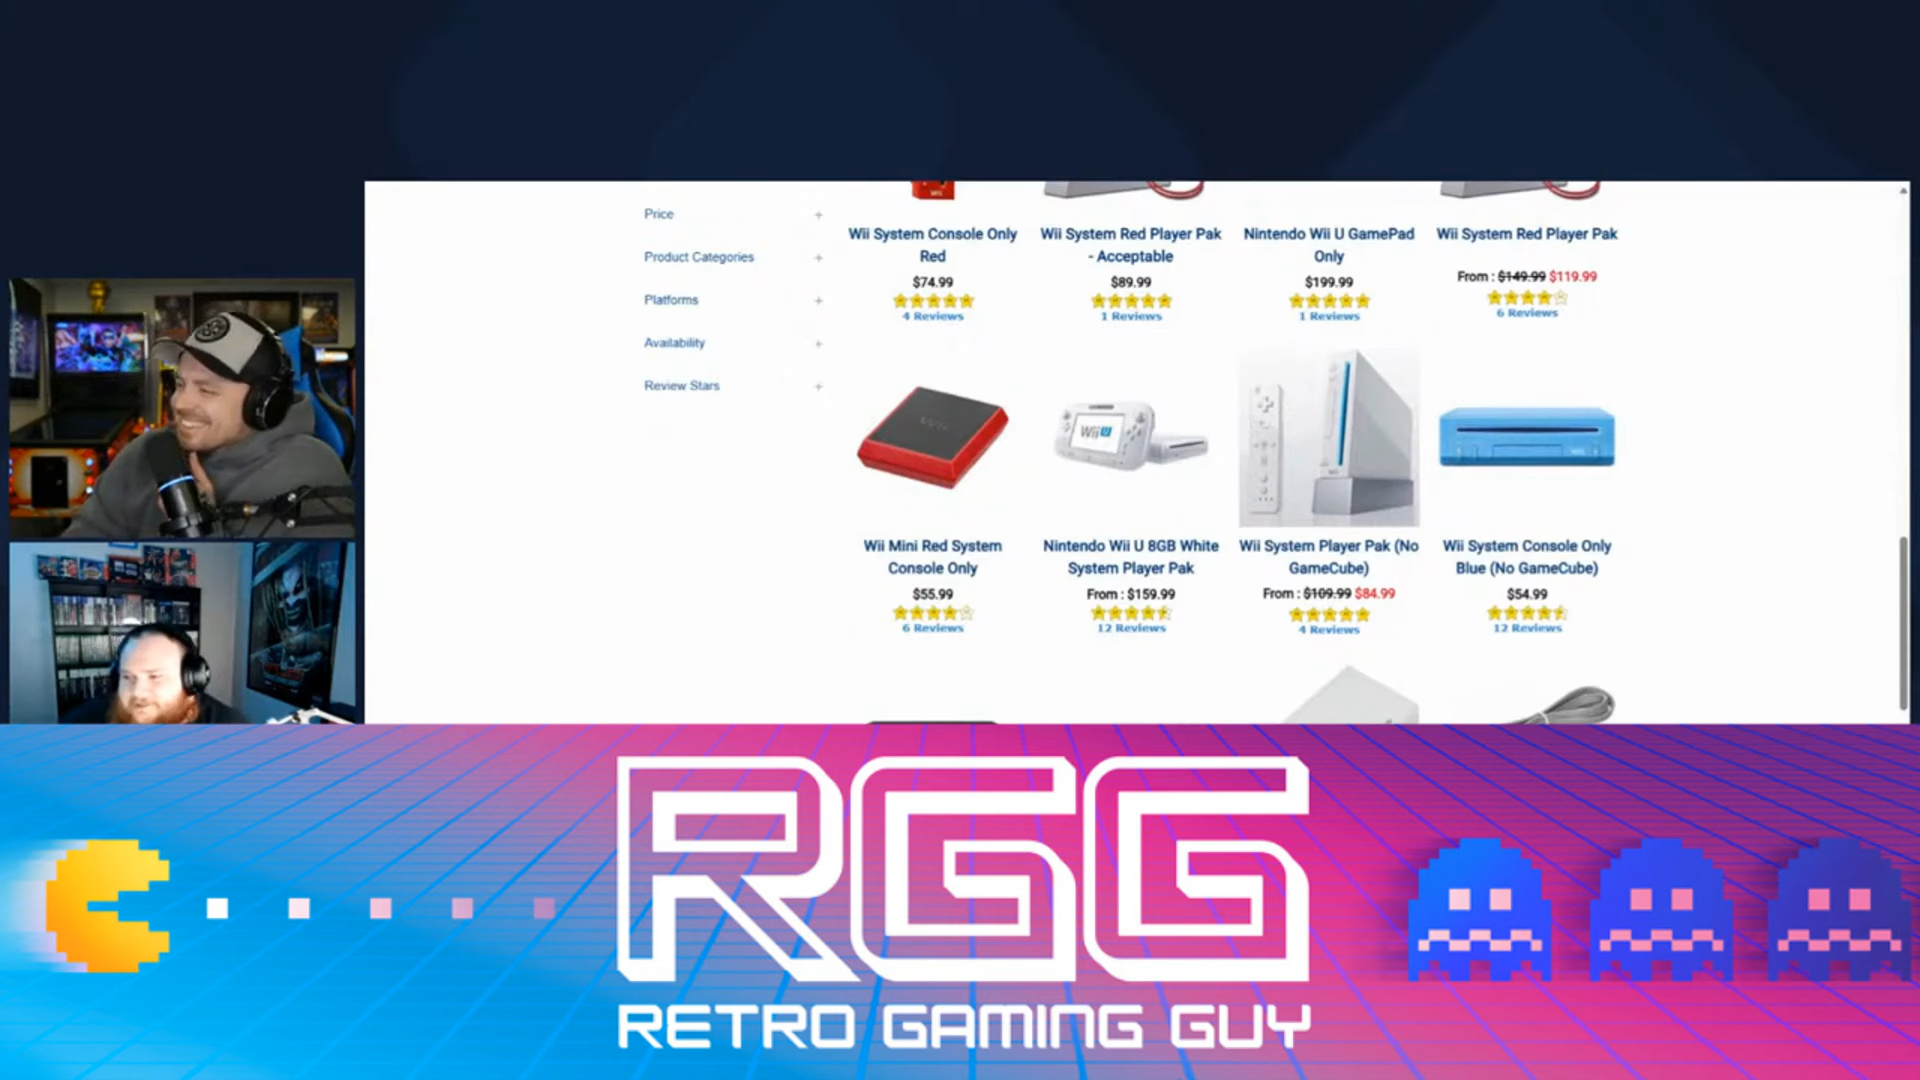 Price
Product Categories
Platforms
Availability
Review Stars
Wii System Console Only
Red
$74.99
4 Reviews
Wii System Red Player Pak
- Acceptable
$89.99
1 Reviews
Nintendo Wii U GamePad
Only
$199.99
1 Reviews
Wii System Red Player Pak
From : $149.99 $119.99
6 Reviews
Wii
Wii U
Wii
Wii
Wii Mini Red System
Console Only
$55.99
6 Reviews
Nintendo Wii U 8GB White
System Player Pak
From : $159.99
12 Reviews
Wii System Player Pak (No
GameCube)
From : $109.99 $84.99
4 Reviews
Wii System Console Only
Blue (No GameCube)
$54.99
12 Reviews
RGG
RETRO GAMING GUY